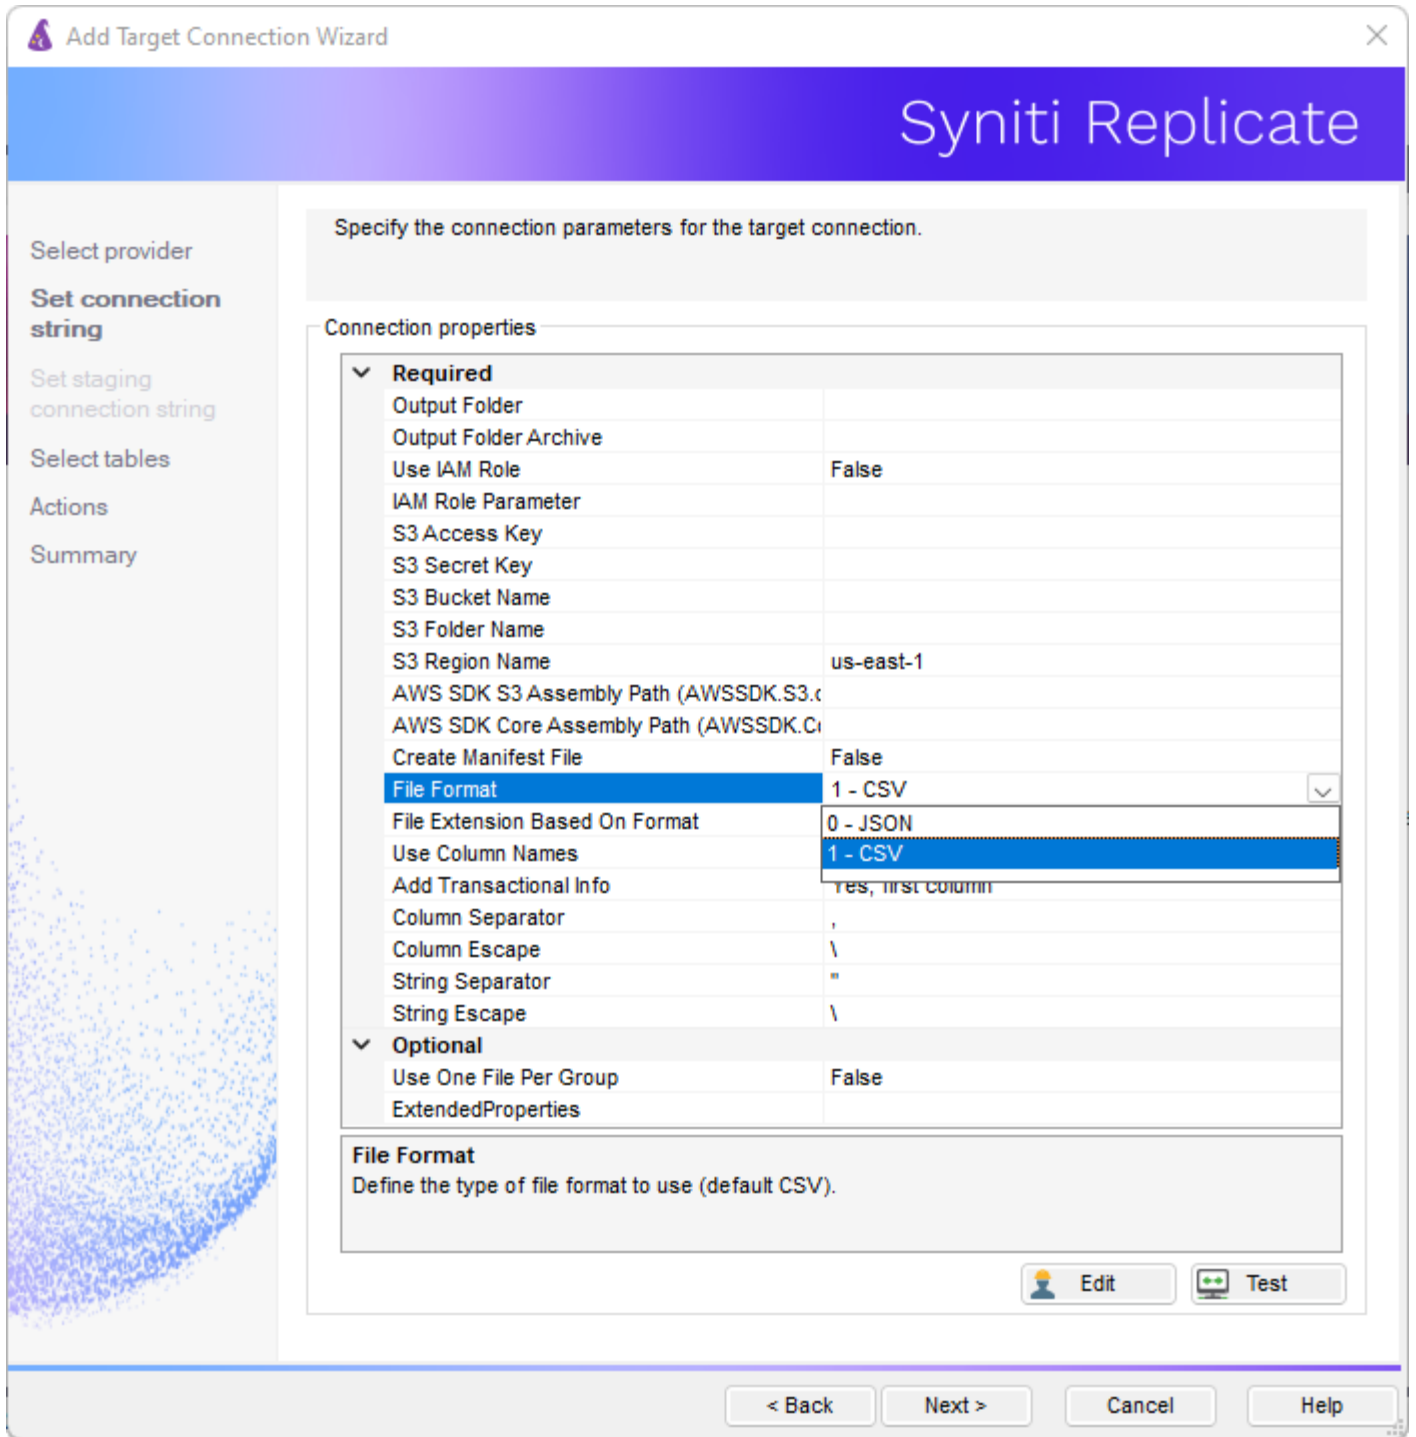 Add Target Connection Wizard
Syniti Replicate
Select provider
Set connection
string
Set staging
connection string
Select tables
Actions
Summary
Specify the connection parameters for the target connection.
Connection properties
Required
Output Folder
Output Folder Archive
Use IAM Role False
IAM Role Parameter
S3 Access Key
S3 Secret Key
S3 Bucket Name
S3 Folder Name
S3 Region Name us-east-1
AWS SDK S3 Assembly Path (AWSSDK.S3.
AWS SDK Core Assembly Path (AWSSDK.C
Create Manifest File False
File Format 1 - CSV
File Extension Based On Format 0 - JSON
Use Column Names 1 - CSV
Add Transactional Info Yes, first column
Column Separator ,
Column Escape \
String Separator "
String Escape \
Optional
Use One File Per Group False
ExtendedProperties
File Format
Define the type of file format to use (default CSV).
Edit Test
< Back Next > Cancel Help